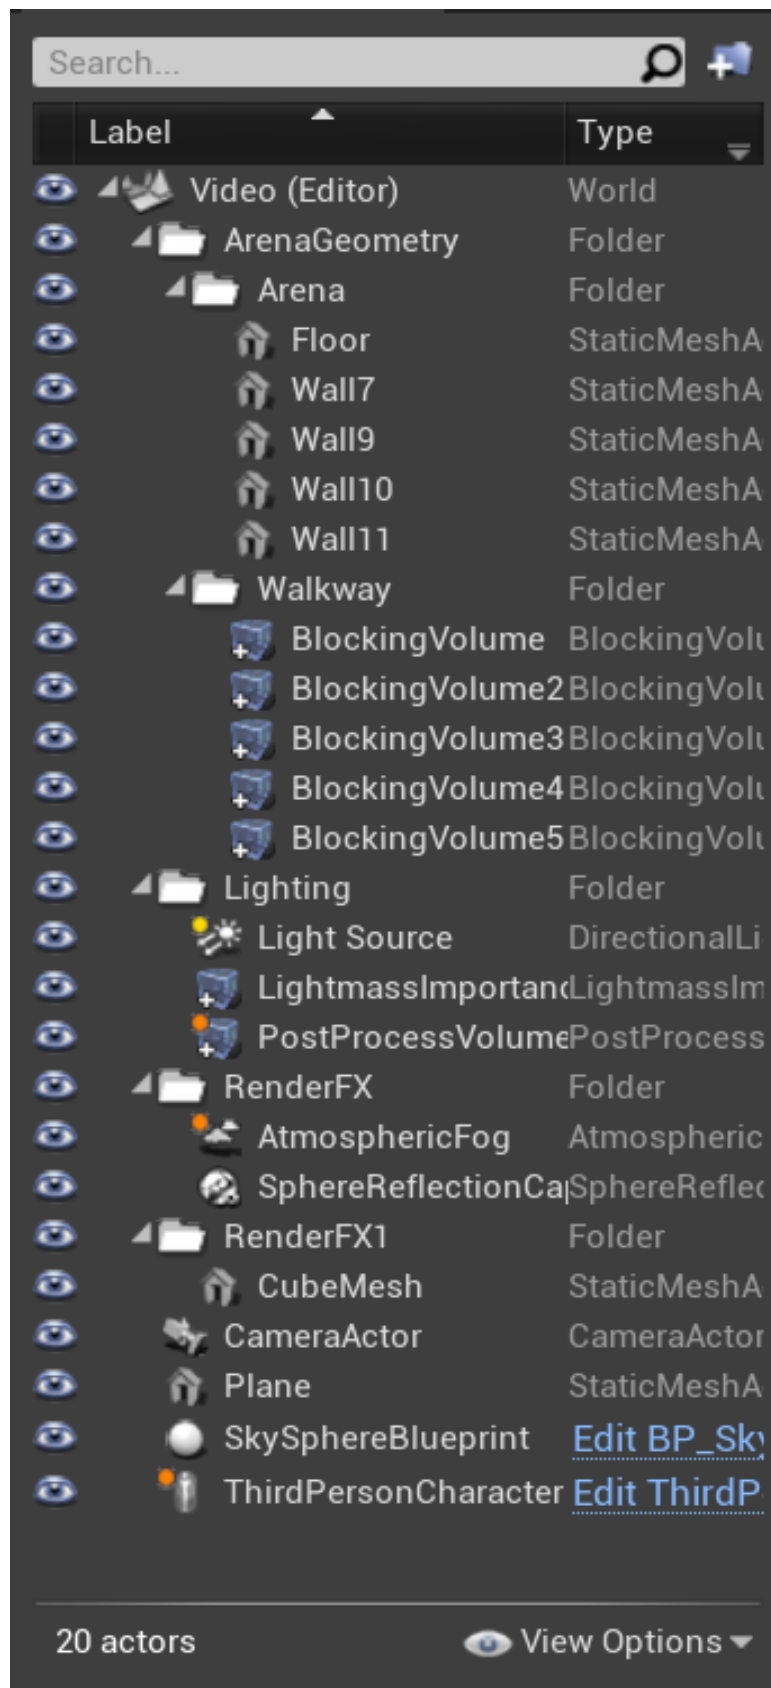 Search...
Label Type
Video (Editor) World
ArenaGeometry Folder
Arena Folder
Floor StaticMeshA
Wall7 StaticMeshA
Wall9 StaticMeshA
Wall10 StaticMeshA
Wall11 StaticMeshA
Walkway Folder
BlockingVolume BlockingVolu
BlockingVolume2 BlockingVolu
BlockingVolume3 BlockingVolu
BlockingVolume4 BlockingVolu
BlockingVolume5 BlockingVolu
Lighting Folder
Light Source DirectionalLi
LightmassImportanc LightmassIm
PostProcessVolume PostProcess
RenderFX Folder
AtmosphericFog Atmospheric
SphereReflectionCap SphereReflec
RenderFX1 Folder
CubeMesh StaticMeshA
CameraActor CameraActor
Plane StaticMeshA
SkySphereBlueprint Edit BP_Sky
ThirdPersonCharacter Edit ThirdP
20 actors View Options